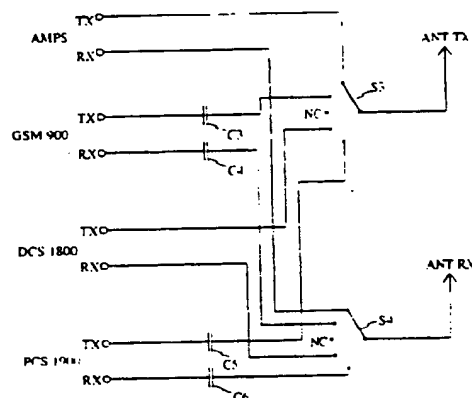 TX
AMPS
RX
ANT TX
S3
TX
NC*
GSM 900
C3
RX
C4
TX
DCS 1800
RX
ANT RX
S4
NC*
TX
C5
PCS 1900
RX
C6